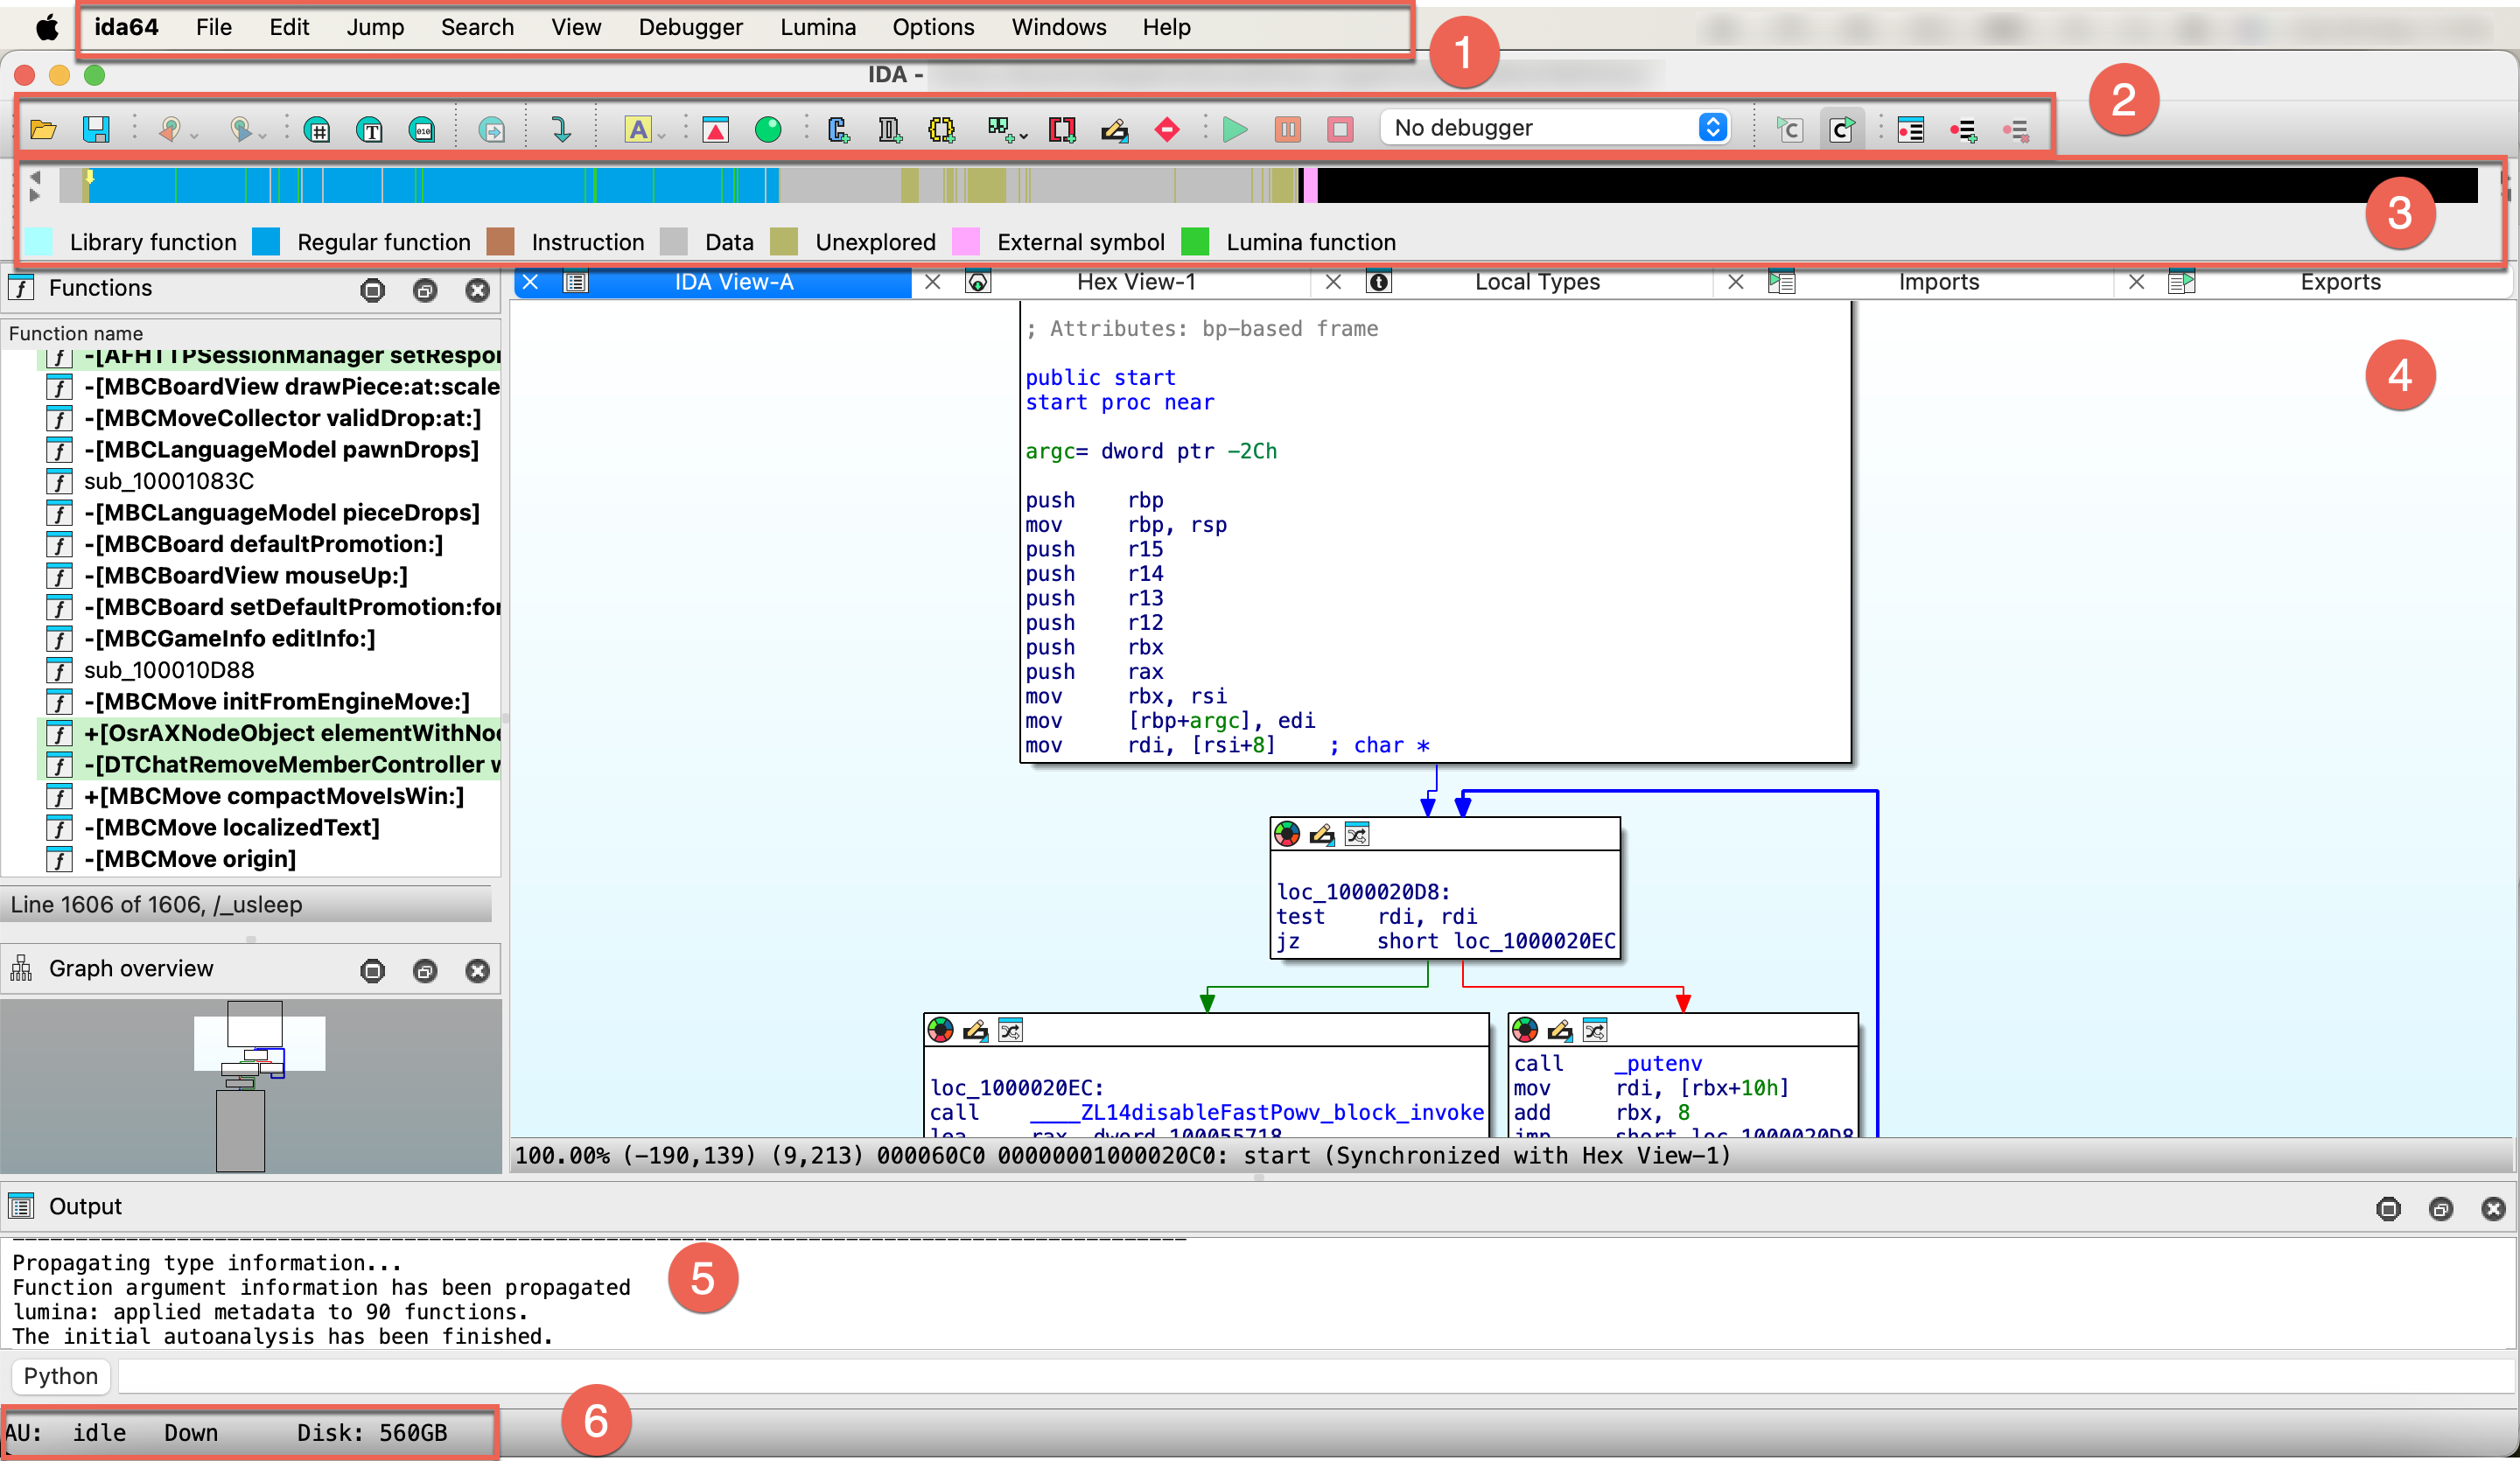 ida64 File Edit Jump Search View Debugger Lumina Options Windows Help
1
IDA -
2
No debugger
3
Library function Regular function Instruction Data Unexplored External symbol Lumina function
Functions
IDA View-A Hex View-1 Local Types Imports Exports
Function name
-[AFHTTPSessionManager setRespor
-[MBCBoardView drawPiece:at:scale
-[MBCMoveCollector validDrop:at:]
-[MBCLanguageModel pawnDrops]
sub_10001083C
-[MBCLanguageModel pieceDrops]
-[MBCBoard defaultPromotion:]
-[MBCBoardView mouseUp:]
-[MBCBoard setDefaultPromotion:for
-[MBCGameInfo editInfo:]
sub_100010D88
-[MBCMove initFromEngineMove:]
+[OsrAXNodeObject elementWithNod
-[DTChatRemoveMemberController v
+[MBCMove compactMoveIsWin:]
-[MBCMove localizedText]
-[MBCMove origin]
Line 1606 of 1606, /_usleep
Graph overview
4
; Attributes: bp-based frame
public start
start proc near
argc= dword ptr -2Ch
push rbp
mov rbp, rsp
push r15
push r14
push r13
push r12
push rbx
push rax
mov rbx, rsi
mov [rbp+argc], edi
mov rdi, [rsi+8] ; char *
loc_1000020D8:
test rdi, rdi
jz short loc_1000020EC
loc_1000020EC:
call ____ZL14disableFastPowv_block_invoke
lea rax, dword_100055718
call _putenv
mov rdi, [rbx+10h]
add rbx, 8
jmp short loc_1000020D8
100.00% (-190,139) (9,213) 000060C0 00000001000020C0: start (Synchronized with Hex View-1)
Output
Propagating type information...
Function argument information has been propagated
lumina: applied metadata to 90 functions.
The initial autoanalysis has been finished.
5
Python
AU: idle Down Disk: 560GB
6